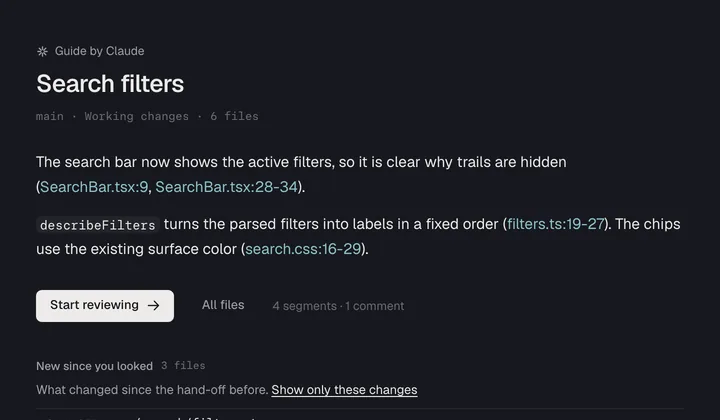 Guide by Claude
Search filters
main · Working changes · 6 files
The search bar now shows the active filters, so it is clear why trails are hidden
(SearchBar.tsx:9, SearchBar.tsx:28-34).
describeFilters turns the parsed filters into labels in a fixed order (filters.ts:19-27). The chips
use the existing surface color (search.css:16-29).
Start reviewing → All files 4 segments · 1 comment
New since you looked 3 files
What changed since the hand-off before. Show only these changes